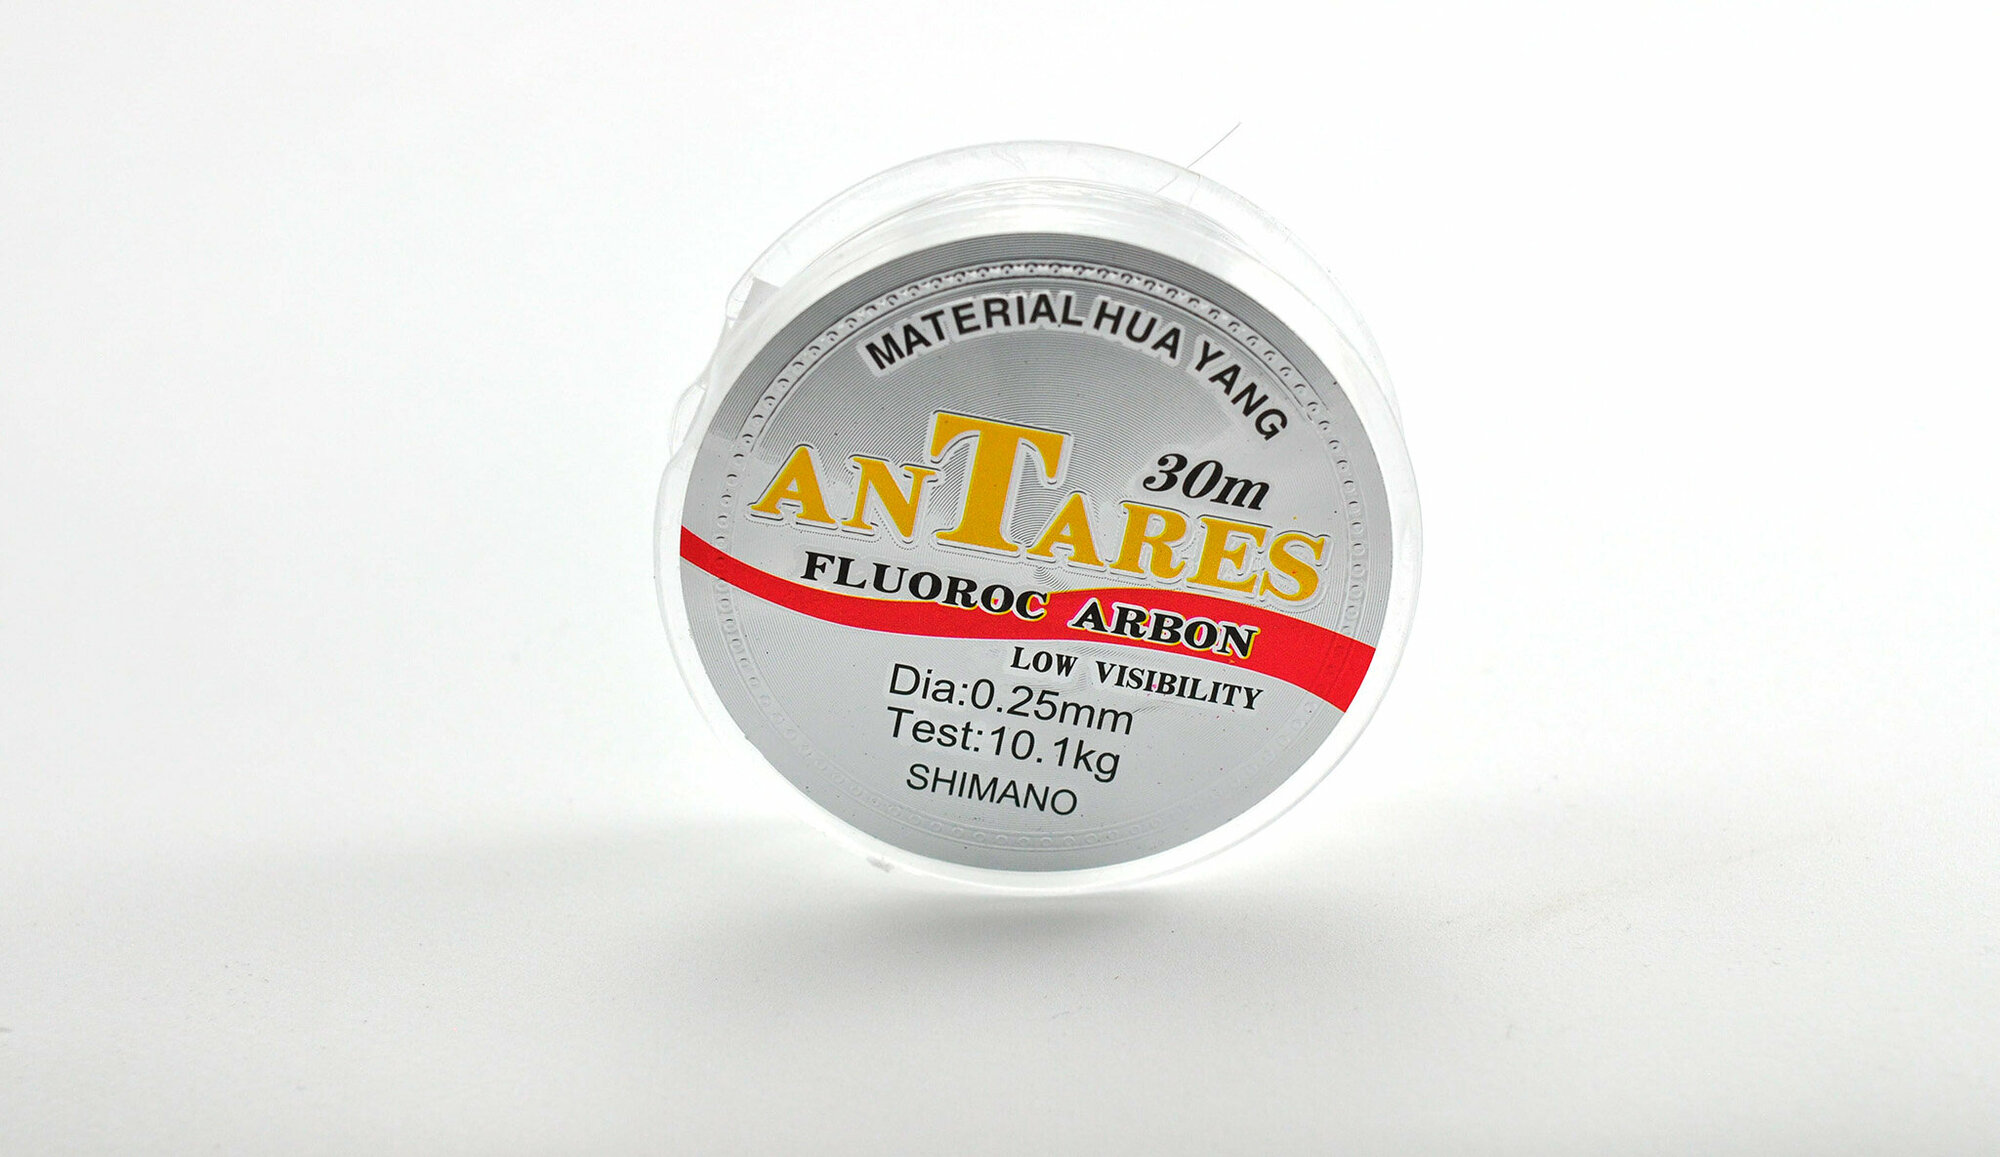 MATERIAL HUA YANG
30m
ANTARES
FLUOROC ARBON
LOW VISIBILITY
Dia:0.25mm
Test:10.1kg
SHIMANO